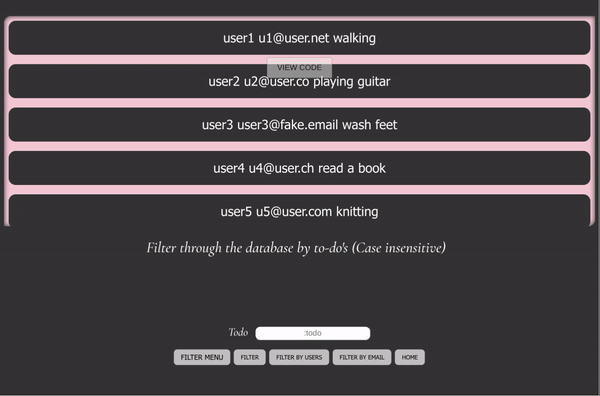 user1 u1@user.net walking
VIEW CODE
user2 u2@user.co playing guitar
user3 user3@fake.email wash feet
user4 u4@user.ch read a book
user5 u5@user.com knitting
Filter through the database by to-do's (Case insensitive)
Todo :todo
FILTER MENU FILTER FILTER BY USERS FILTER BY EMAIL HOME